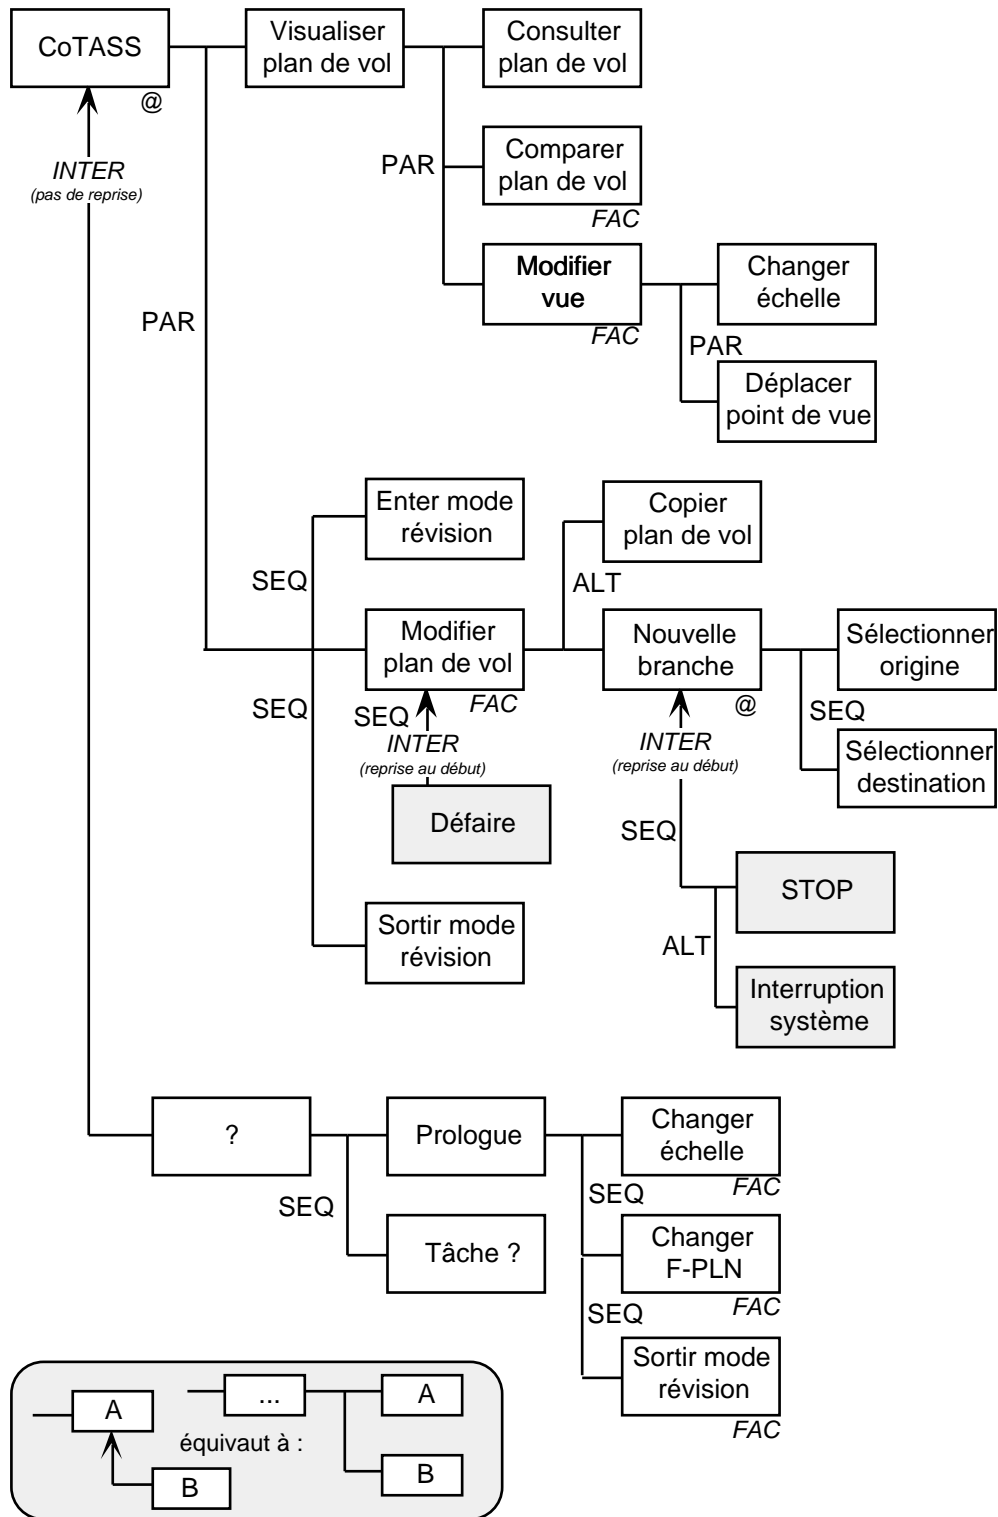 CoTASS
@
Visualiser
plan de vol
Consulter
plan de vol
INTER
(pas de reprise)
PAR
Comparer
plan de vol
FAC
Modifier
vue
FAC
Changer
échelle
PAR
PAR
Déplacer
point de vue
Enter mode
révision
SEQ
Copier
plan de vol
ALT
Modifier
plan de vol
FAC
Nouvelle
branche
@
Sélectionner
origine
SEQ
SEQ
SEQ
INTER
(reprise au début)
INTER
(reprise au début)
Sélectionner
destination
Défaire
SEQ
STOP
Sortir mode
révision
ALT
Interruption
système
?
Prologue
Changer
échelle
FAC
SEQ
SEQ
Tâche ?
Changer
F-PLN
FAC
SEQ
Sortir mode
révision
FAC
A
...
A
équivaut à :
B
B